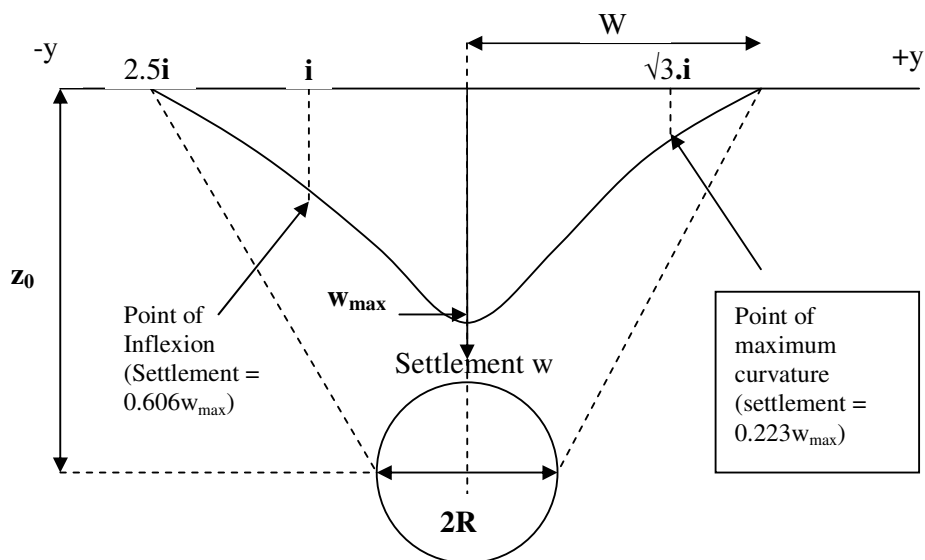 W
-y
+y
2.5i
i
√3.i
z₀
w_max
Point of
Inflexion
(Settlement =
0.606w_max)
Settlement w
Point of
maximum
curvature
(settlement =
0.223w_max)
2R